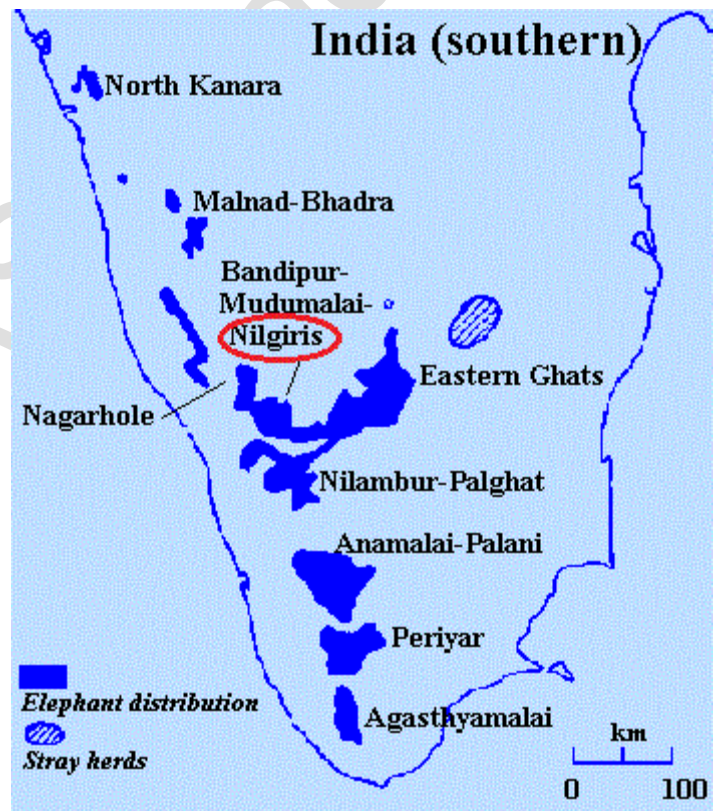 India (southern)
North Kanara
Malnad-Bhadra
Bandipur-
Mudumalai-
Nilgiris
Eastern Ghats
Nagarhole
Nilambur-Palghat
Anamalai-Palani
Periyar
Elephant distribution
Agasthyamalai
Stray herds
km
0 100